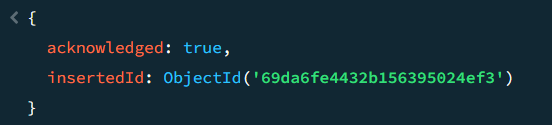 {
acknowledged: true,
insertedId: ObjectId('69da6fe4432b156395024ef3')
}